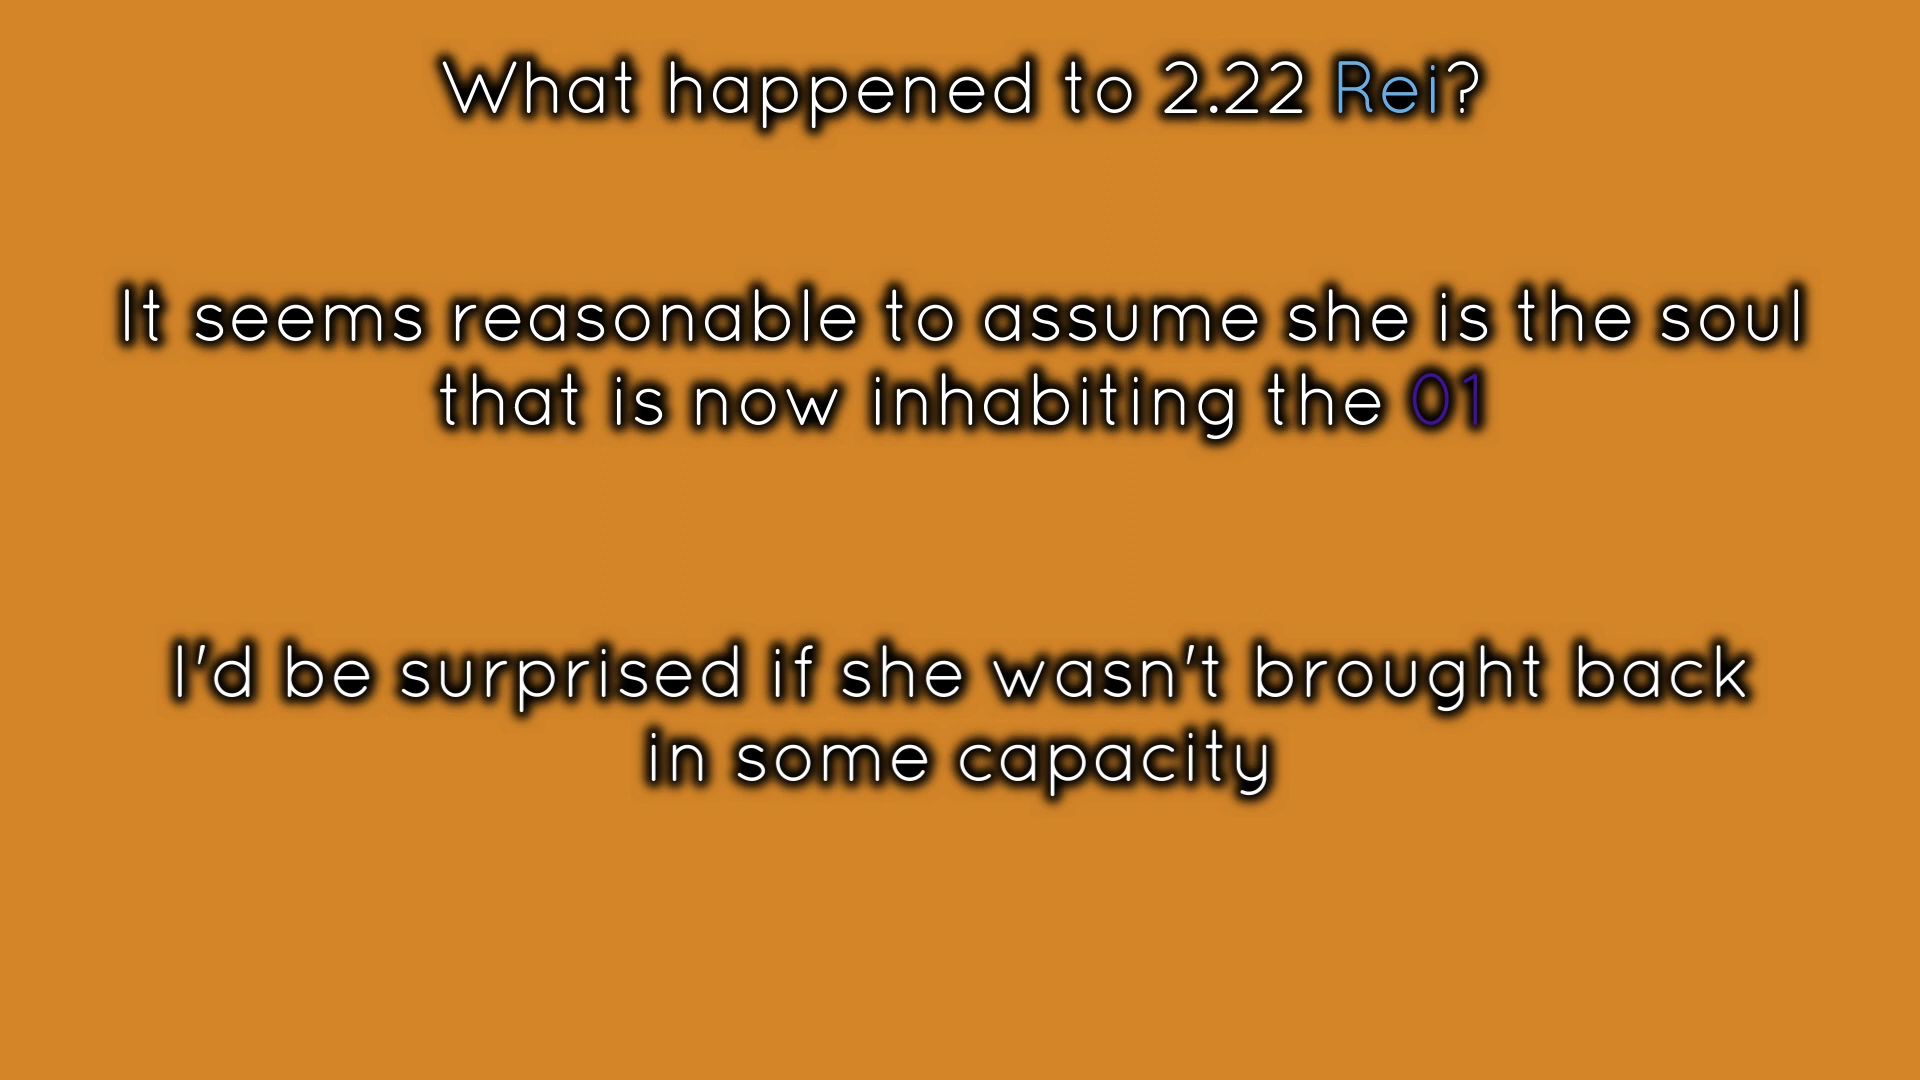 What happened to 2.22 Rei?
It seems reasonable to assume she is the soul
that is now inhabiting the 01
I'd be surprised if she wasn't brought back
in some capacity